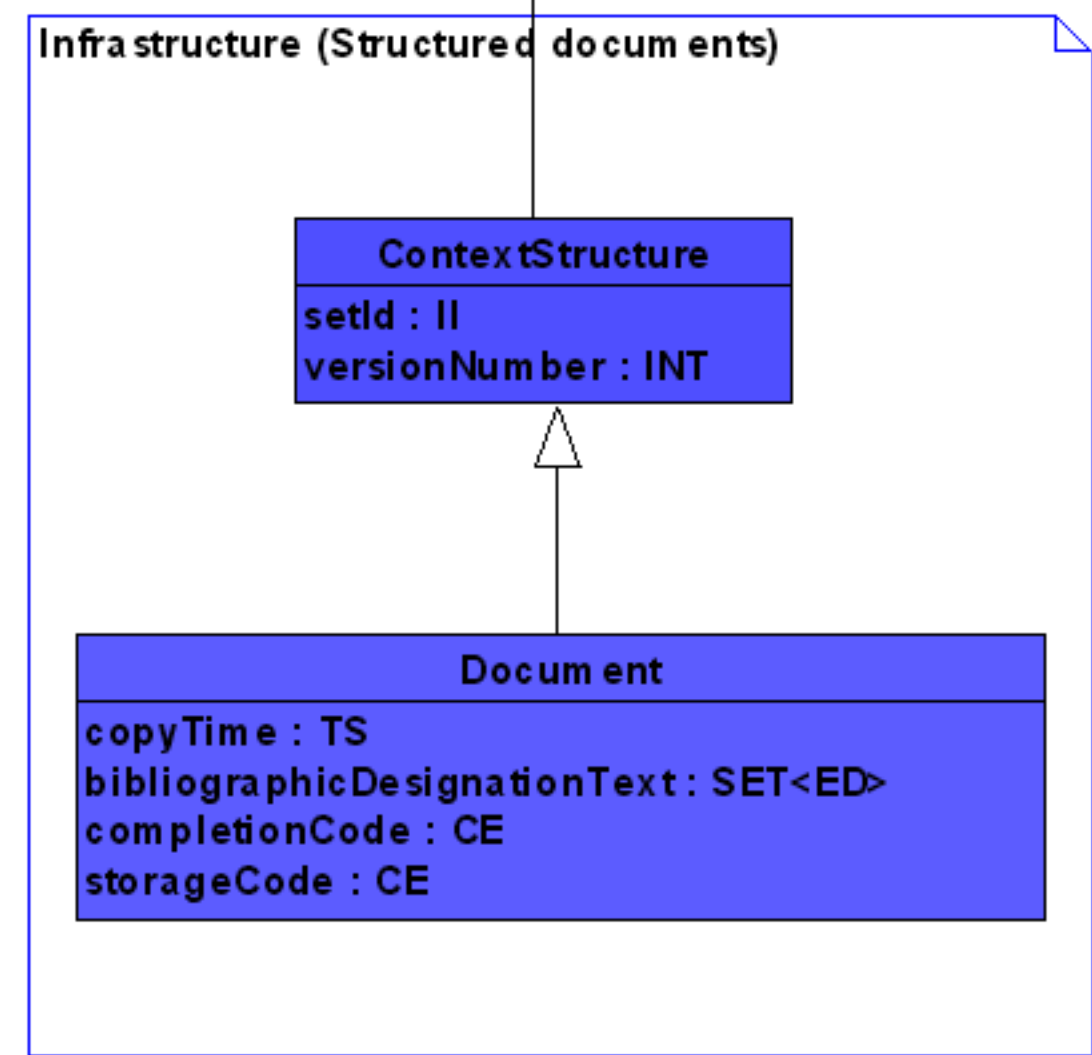 Infrastructure (Structured documents)
ContextStructure
setId : II
versionNumber : INT
Document
copyTime : TS
bibliographicDesignationText : SET<ED>
completionCode : CE
storageCode : CE